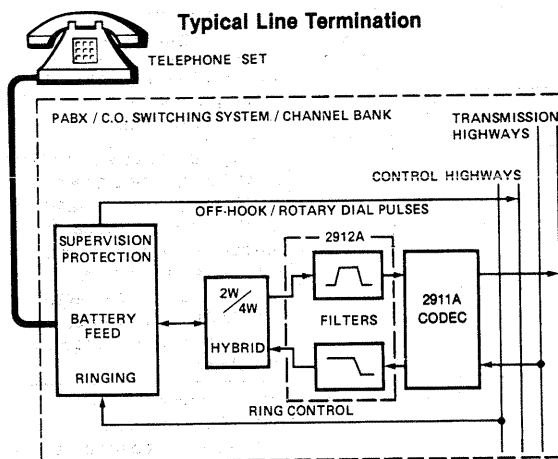 Typical Line Termination
TELEPHONE SET
PABX / C.O. SWITCHING SYSTEM / CHANNEL BANK
TRANSMISSION
HIGHWAYS
CONTROL HIGHWAYS
OFF-HOOK / ROTARY DIAL PULSES
SUPERVISION
PROTECTION
BATTERY
FEED
RINGING
2W
4W
HYBRID
2912A
FILTERS
2911A
CODEC
RING CONTROL